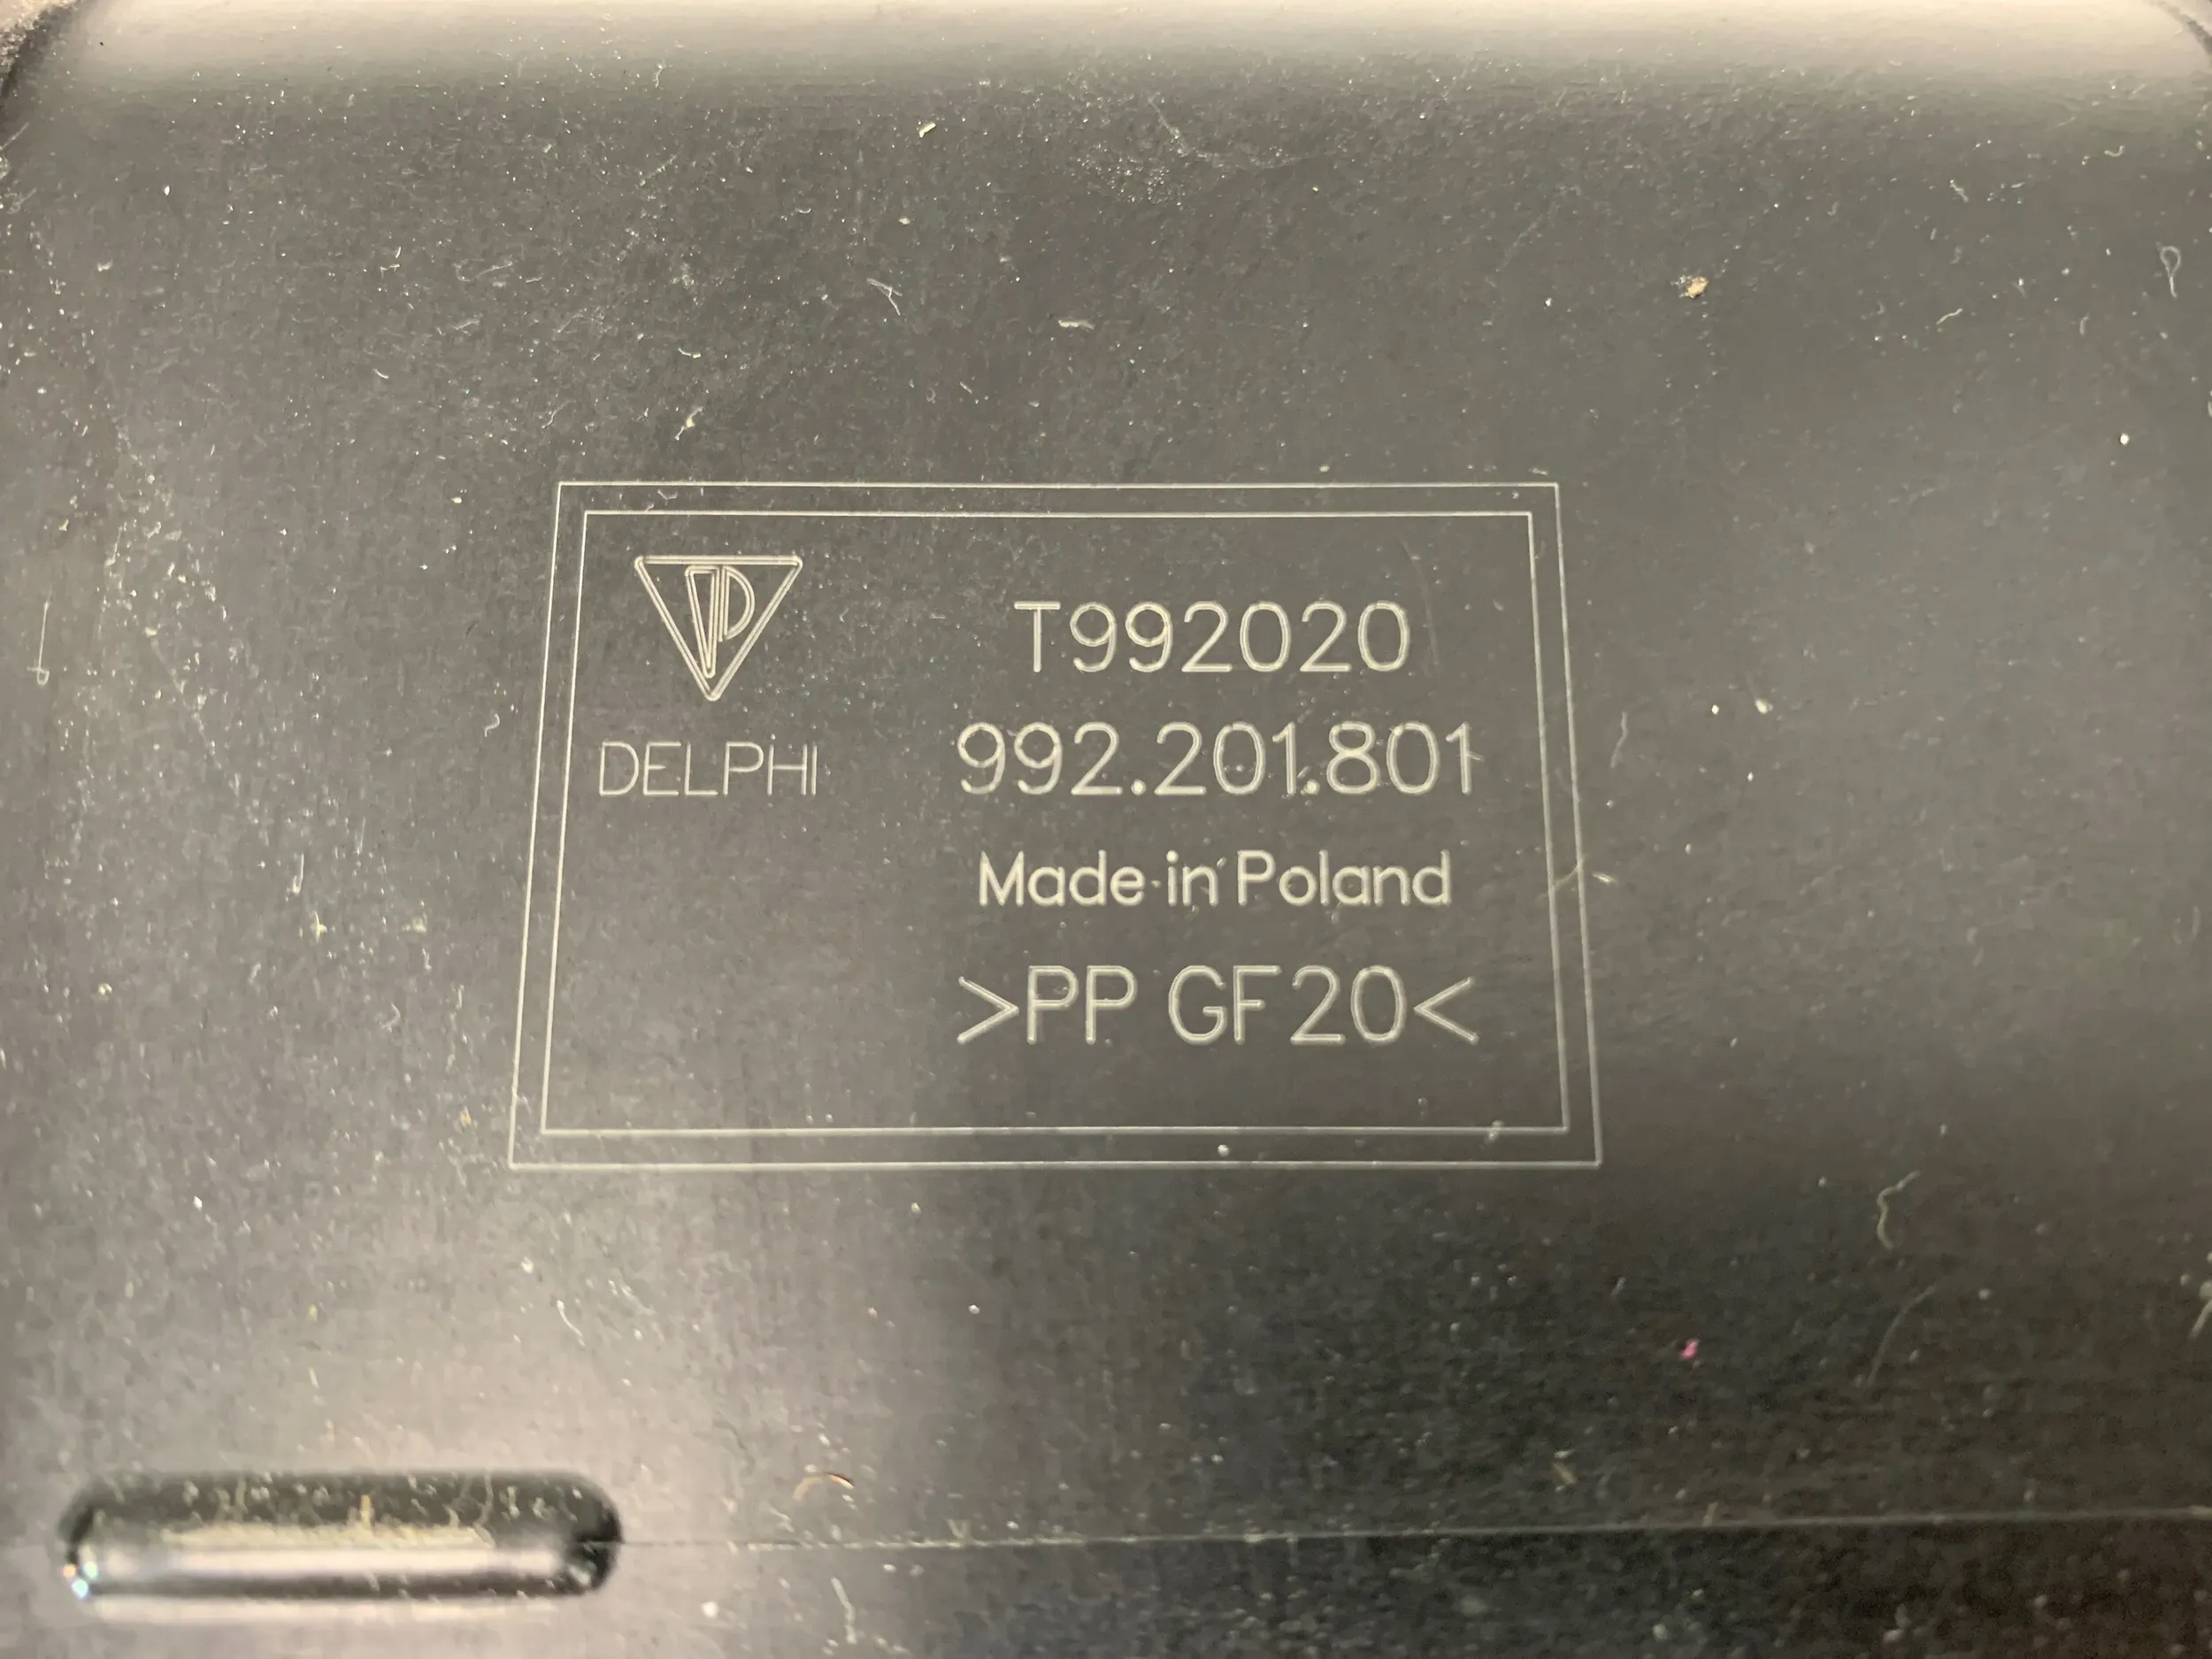 T992020
DELPHI
992.201.801
Made in Poland
>PP GF20<